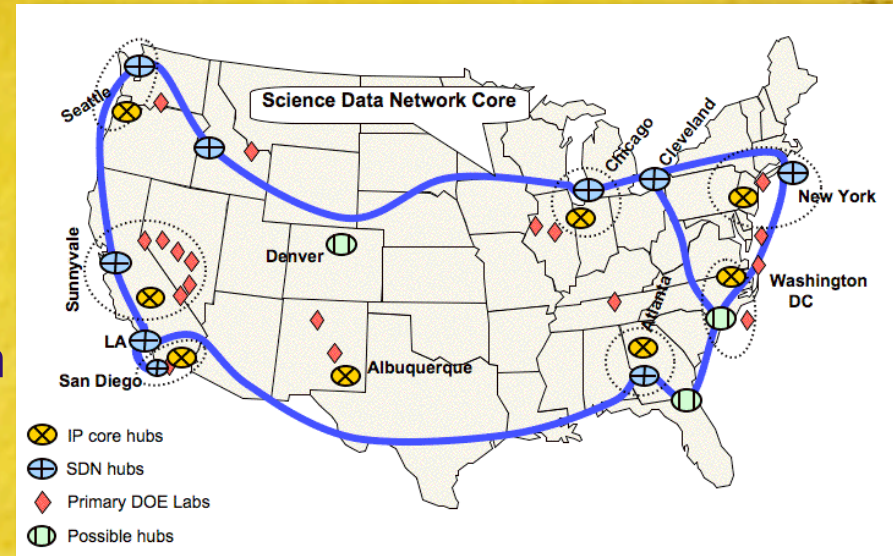 Seattle
Science Data Network Core
Chicago
Cleveland
New York
Sunnyvale
Denver
Washington
DC
Atlanta
LA
San Diego
Albuquerque
IP core hubs
SDN hubs
Primary DOE Labs
Possible hubs